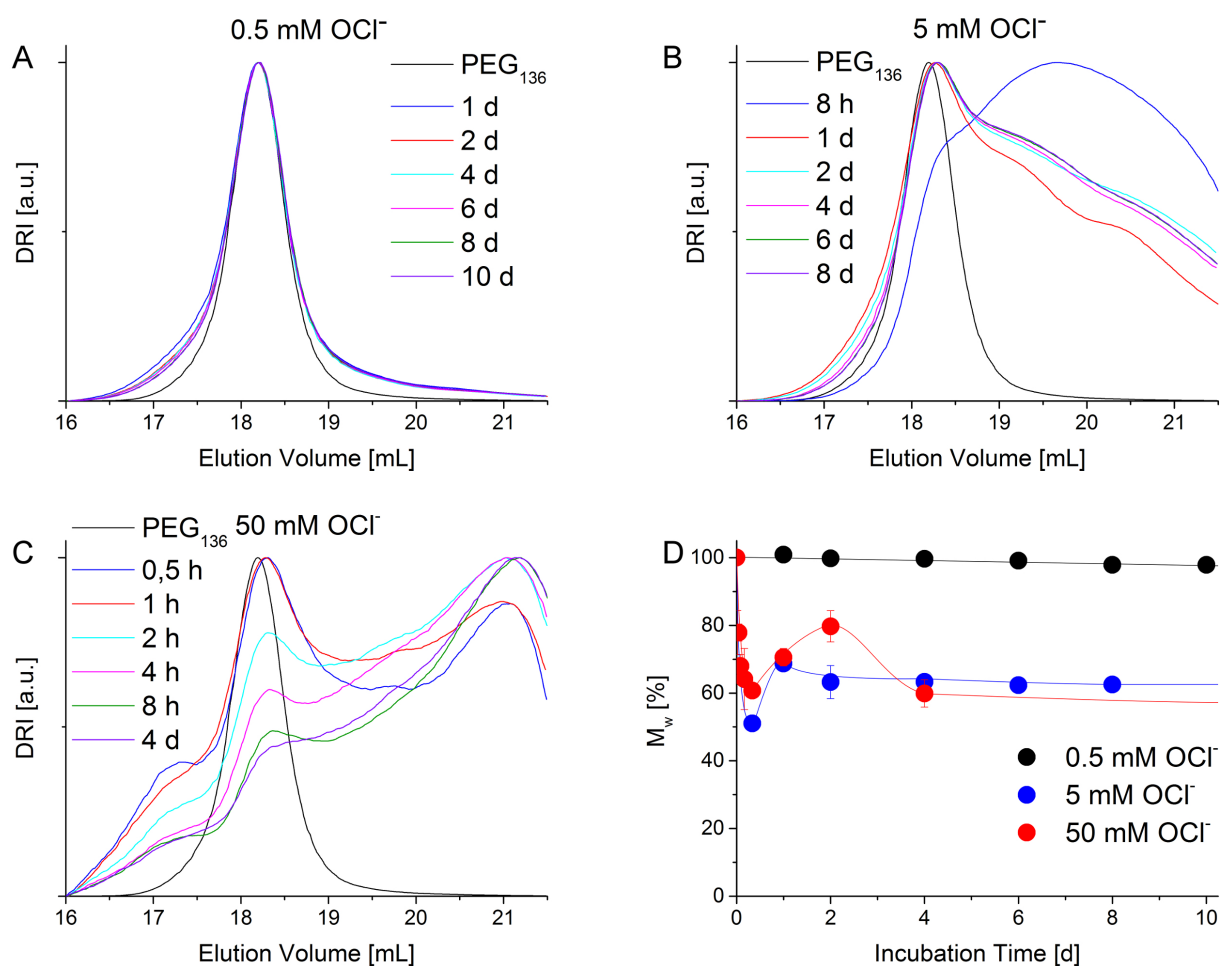 A
0.5 mM OCl⁻
PEG₁₃₆
1 d
2 d
4 d
6 d
8 d
10 d
DRI [a.u.]
16 17 18 19 20 21
Elution Volume [mL]
B
5 mM OCl⁻
PEG₁₃₆
8 h
1 d
2 d
4 d
6 d
8 d
DRI [a.u.]
16 17 18 19 20 21
Elution Volume [mL]
C
50 mM OCl⁻
PEG₁₃₆
0,5 h
1 h
2 h
4 h
8 h
4 d
DRI [a.u.]
16 17 18 19 20 21
Elution Volume [mL]
D
100
80
60
40
20
0
M_w [%]
0.5 mM OCl⁻
5 mM OCl⁻
50 mM OCl⁻
0 2 4 6 8 10
Incubation Time [d]